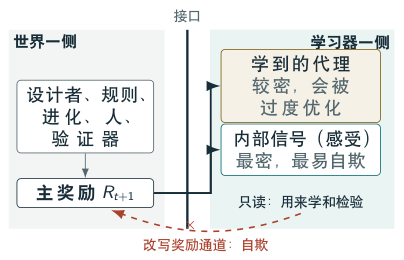 接口
世界一侧
学习器一侧
设计者、规则、
进化、人、
验证器
主奖励 R_{t+1}
学到的代理
较密，会被
过度优化
内部信号（感受）
最密，最易自欺
只读：用来学和检验
改写奖励通道：自欺